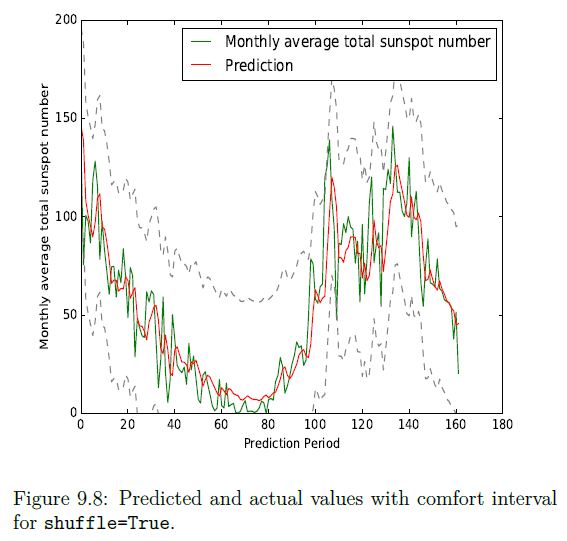 200
150
100
50
0
Monthly average total sunspot number
Monthly average total sunspot number
Prediction
0 20 40 60 80 100 120 140 160 180
Prediction Period
Figure 9.8: Predicted and actual values with comfort interval
for shuffle=True.